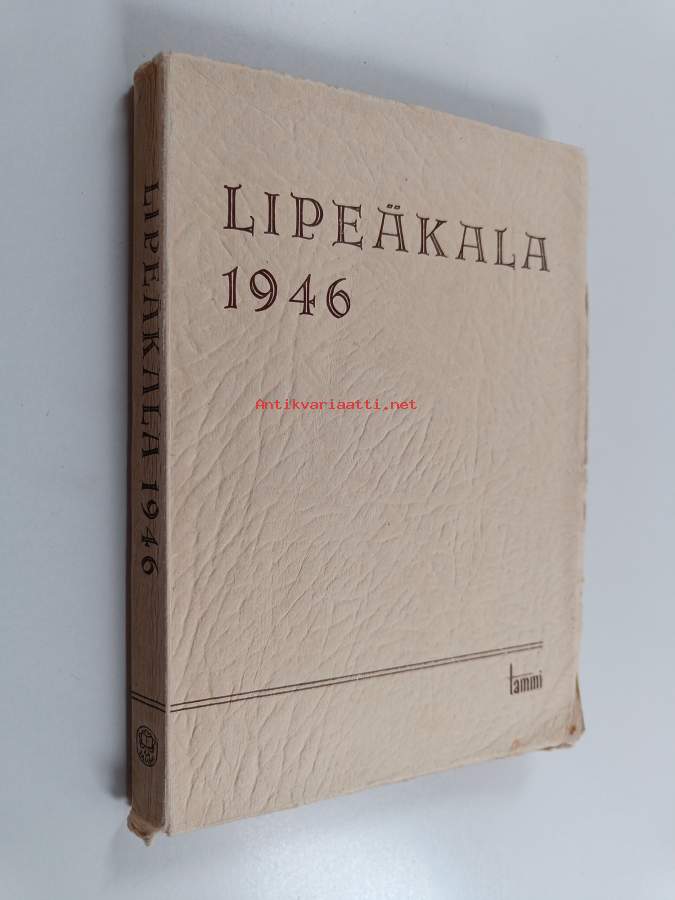 LIPEÄKALA
1946
Antikvariaatti.net
tammi
LIPEÄKALA 1946